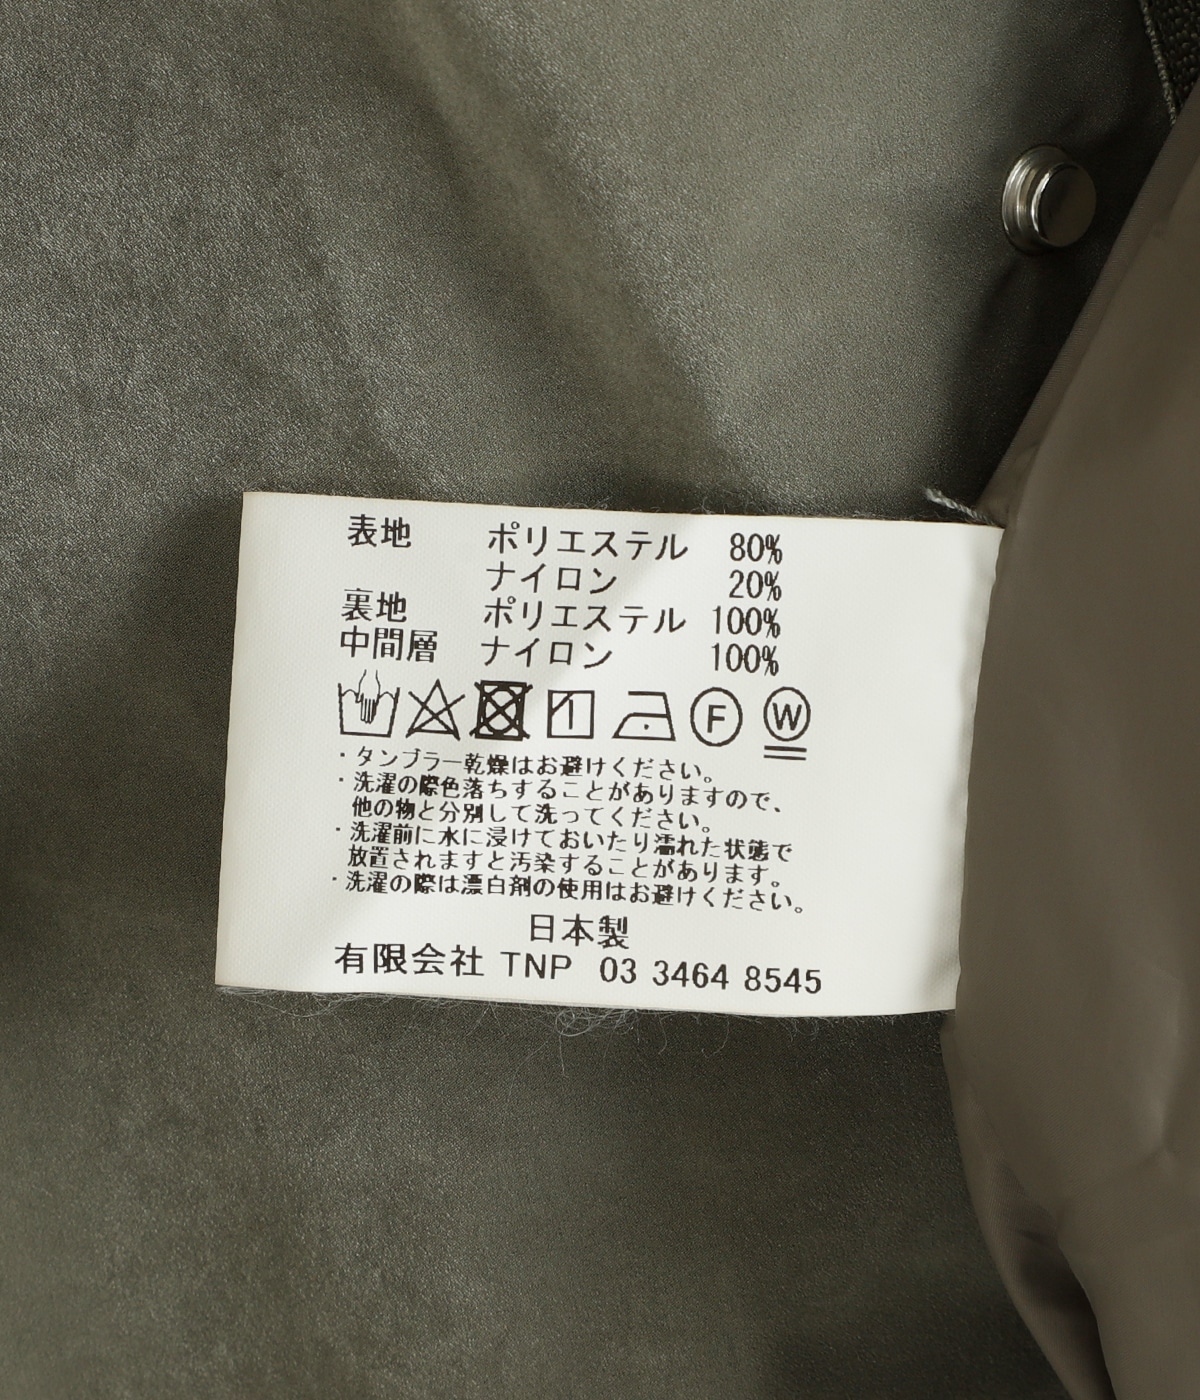 表地 ポリエステル 80%
ナイロン 20%
裏地 ポリエステル 100%
中間層 ナイロン 100%
F W
・タンブラー乾燥はお避けください。
・洗濯の際色落ちすることがありますので、
他の物と分別して洗ってください。
・洗濯前に水に浸けておいたり濡れた状態で
放置されますと汚染することがあります。
・洗濯の際は漂白剤の使用はお避けください。
日本製
有限会社 TNP 03 3464 8545